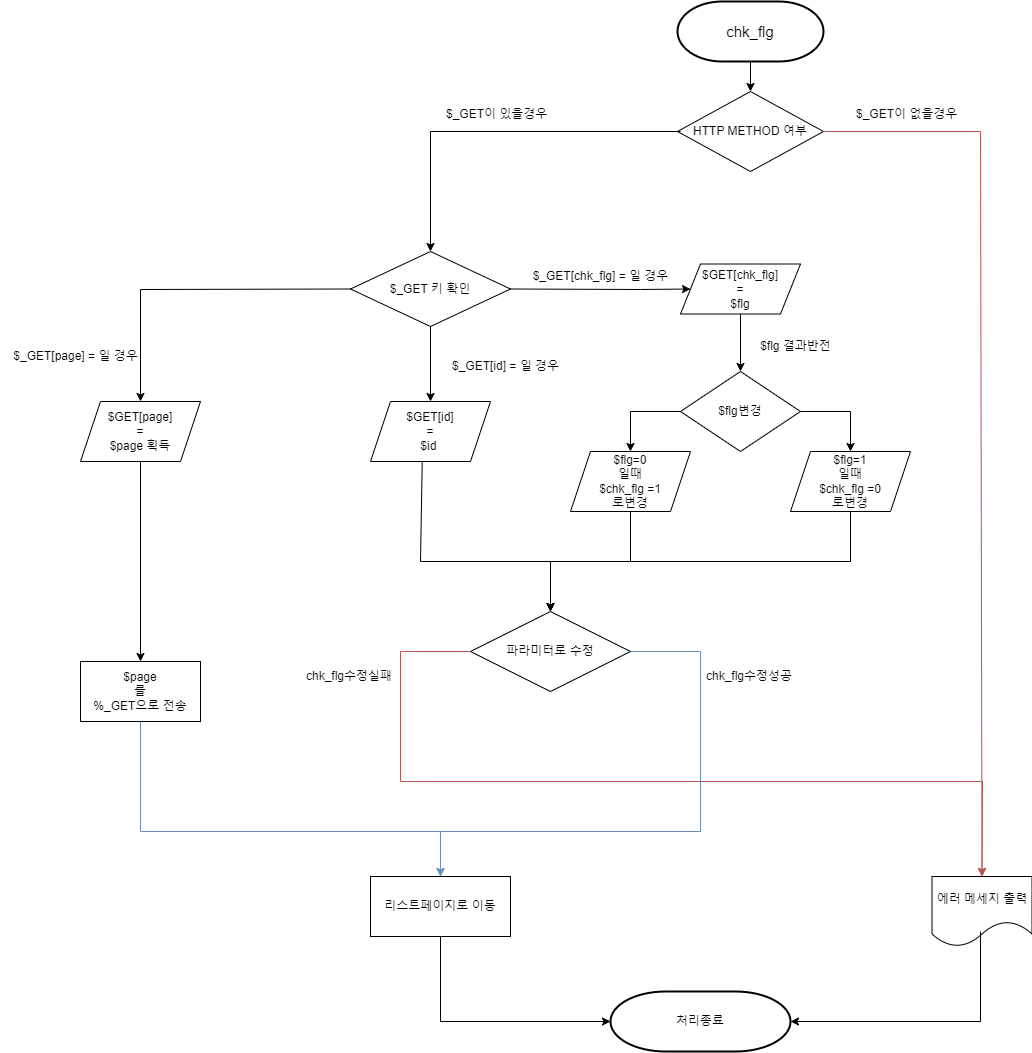 chk_flg
$_GET이 있을경우
$_GET이 없을경우
HTTP METHOD 여부
$_GET 키 확인
$_GET[chk_flg] = 일 경우
$GET[chk_flg]
=
$flg
$_GET[page] = 일 경우
$_GET[id] = 일 경우
$flg 결과반전
$GET[page]
=
$page 획득
$GET[id]
=
$id
$flg변경
$flg=0
일때
$chk_flg =1
로변경
$flg=1
일때
$chk_flg =0
로변경
파라미터로 수정
chk_flg수정실패
chk_flg수정성공
$page
를
%_GET으로 전송
리스트페이지로 이동
에러 메세지 출력
처리종료